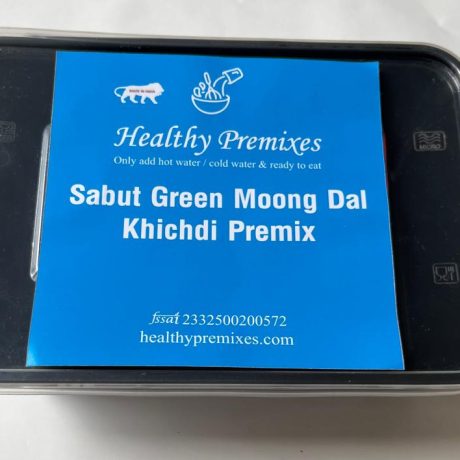 Healthy Premixes
Only add hot water / cold water & ready to eat
Sabut Green Moong Dal
Khichdi Premix
fssai 2332500200572
healthypremixes.com
MICRO